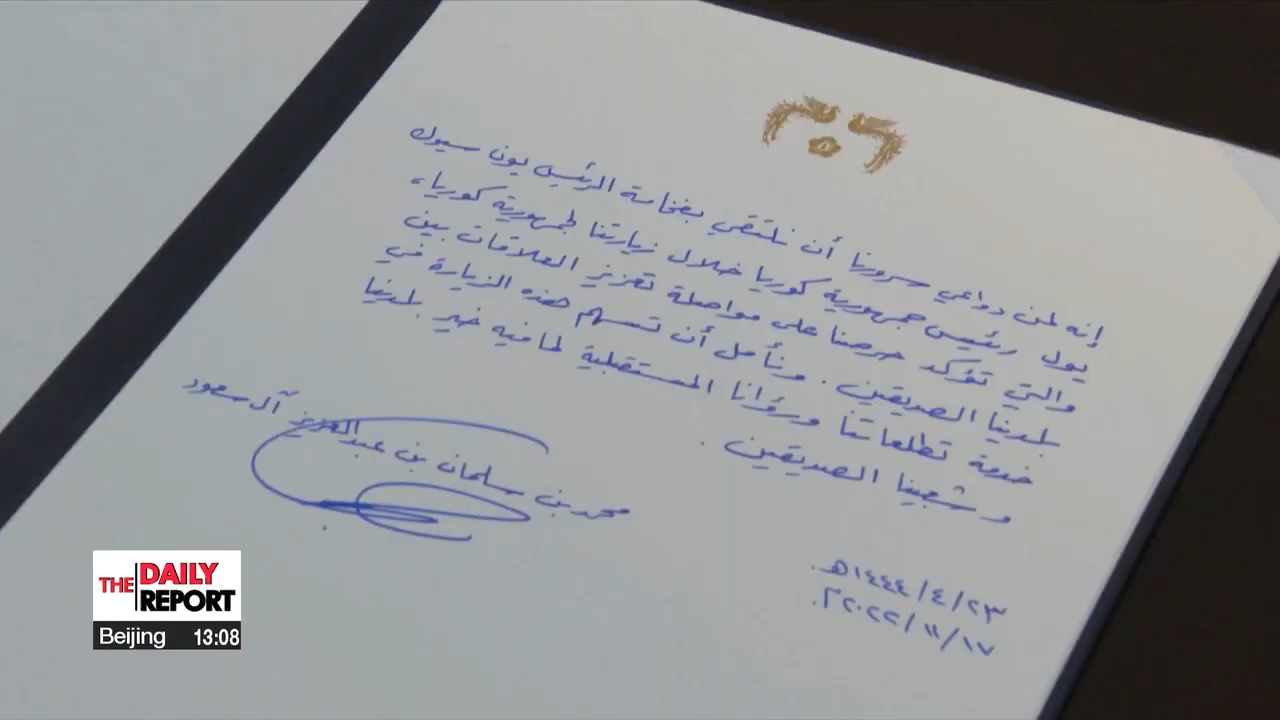 إنه لمن دواعي سرورنا أن نلتقي بفخامة الرئيس يون سيوك
يول رئيس جمهورية كوريا خلال زيارتنا لجمهورية كوريا،
والتي تؤكد حرصنا على مواصلة تعزيز العلاقات بين
بلدينا الصديقين. ونأمل أن تسهم هذه الزيارة في
خدمة تطلعاتنا ورؤانا المستقبلية لما فيه خير بلدينا
وشعبينا الصديقين.
محمد بن سلمان بن عبدالعزيز آل سعود
٢٣/٤/١٤٤٤هـ.
١٧/١١/٢٠٢٢م.
THE DAILY
REPORT
Beijing 13:08